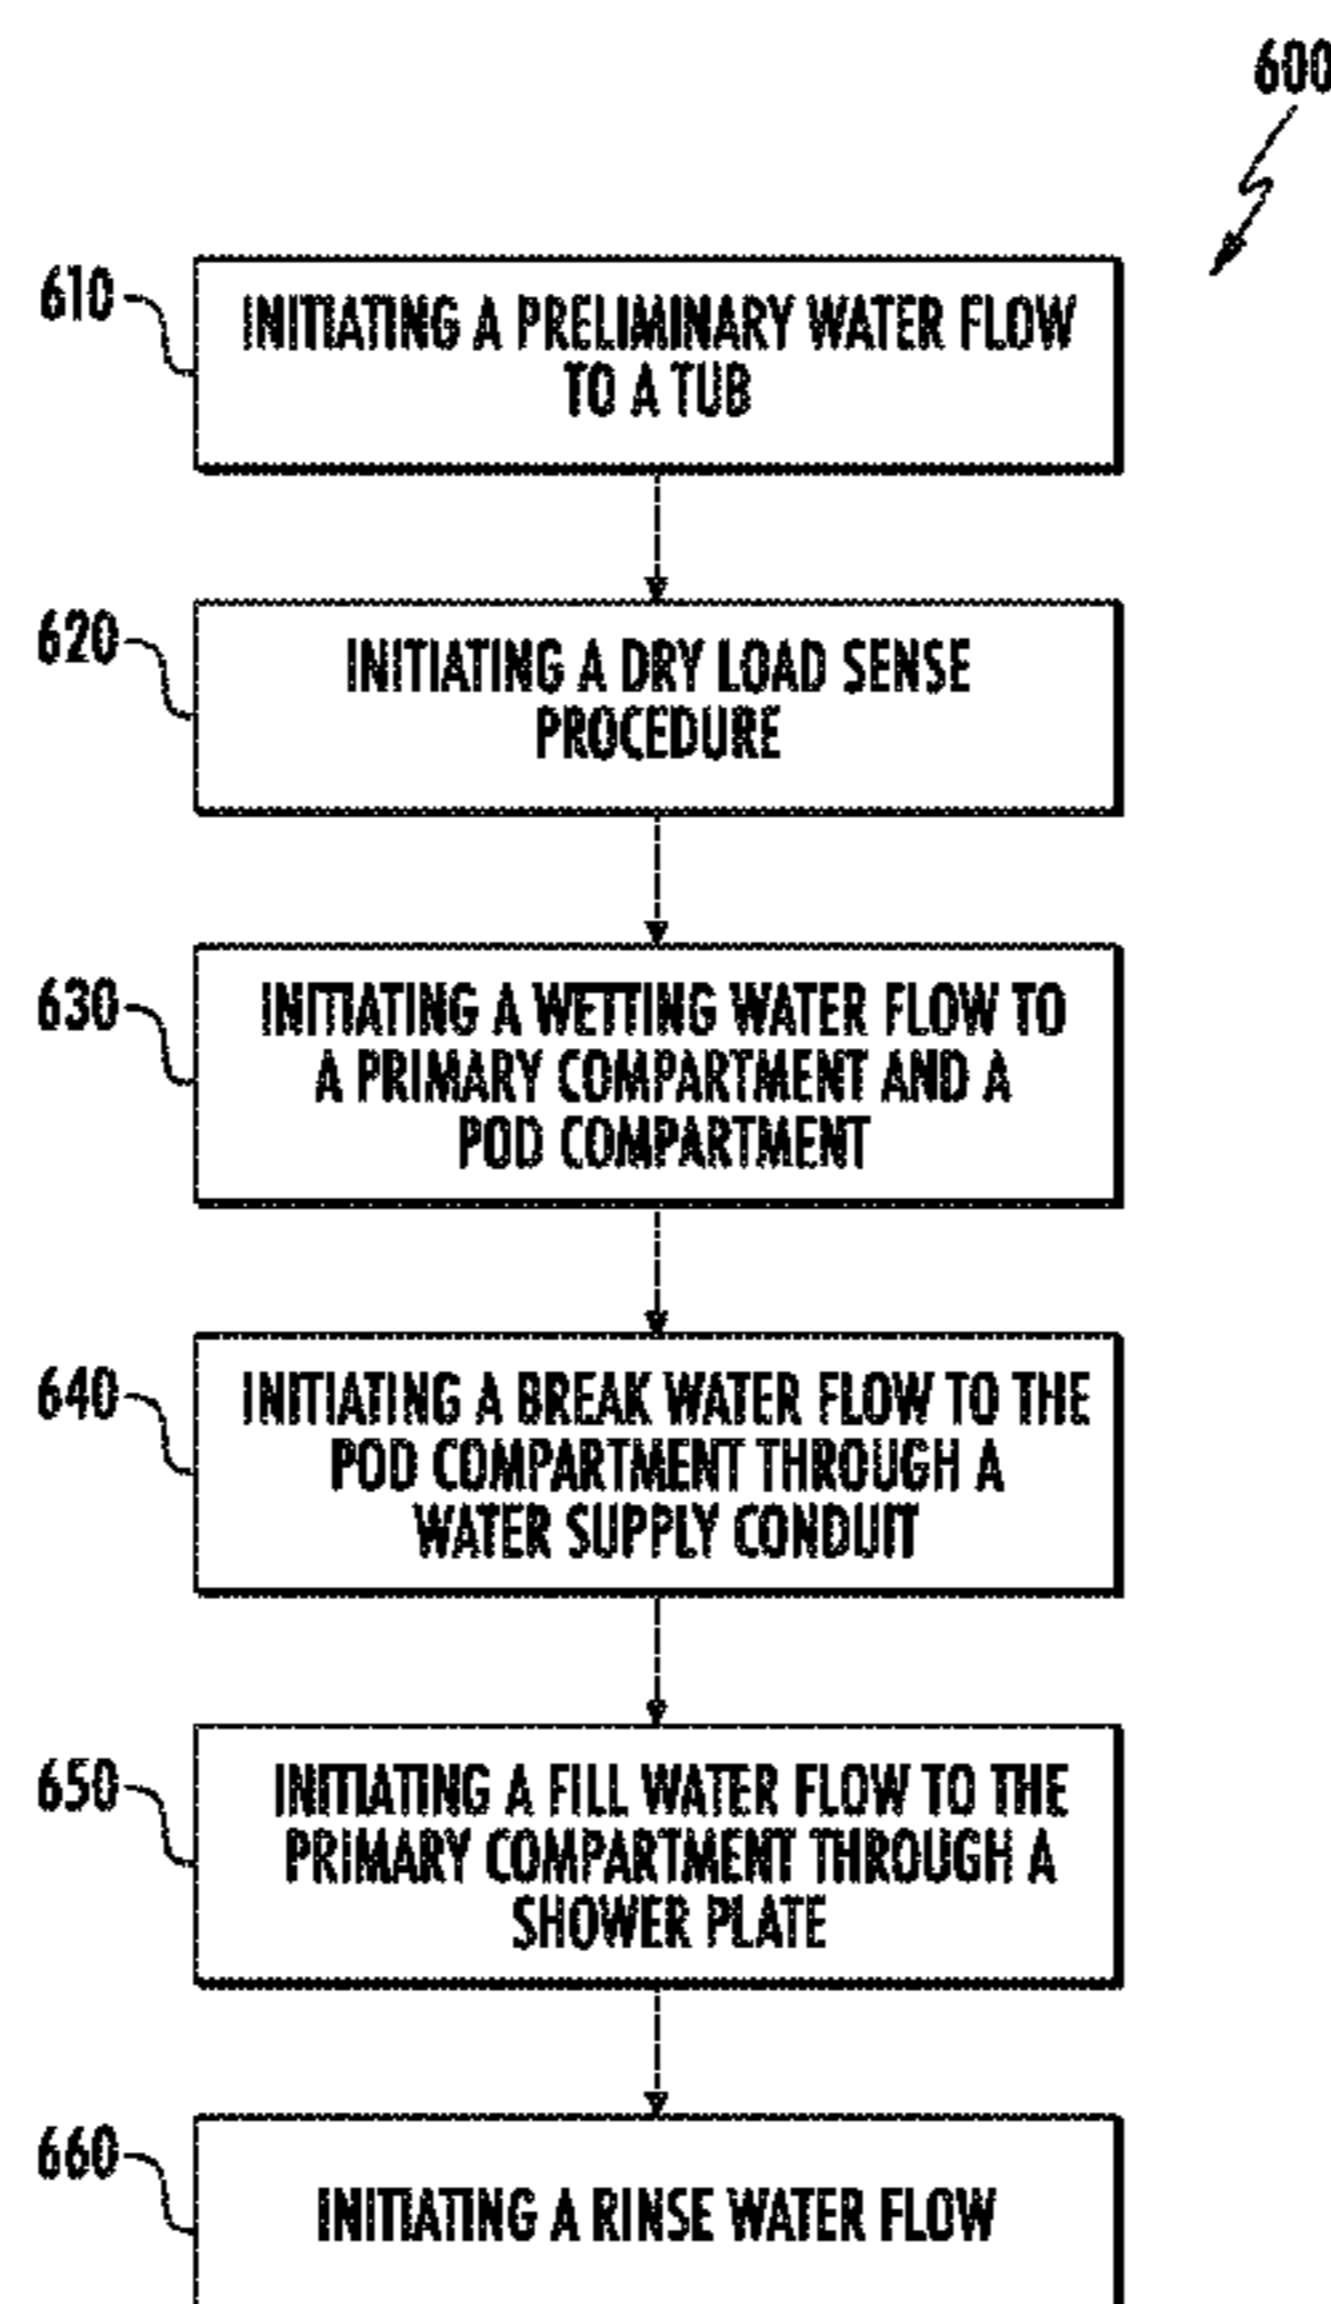 600
610
INITIATING A PRELIMINARY WATER FLOW
TO A TUB
620
INITIATING A DRY LOAD SENSE
PROCEDURE
630
INITIATING A WETTING WATER FLOW TO
A PRIMARY COMPARTMENT AND A
POD COMPARTMENT
640
INITIATING A BREAK WATER FLOW TO THE
POD COMPARTMENT THROUGH A
WATER SUPPLY CONDUIT
650
INITIATING A FILL WATER FLOW TO THE
PRIMARY COMPARTMENT THROUGH A
SHOWER PLATE
660
INITIATING A RINSE WATER FLOW